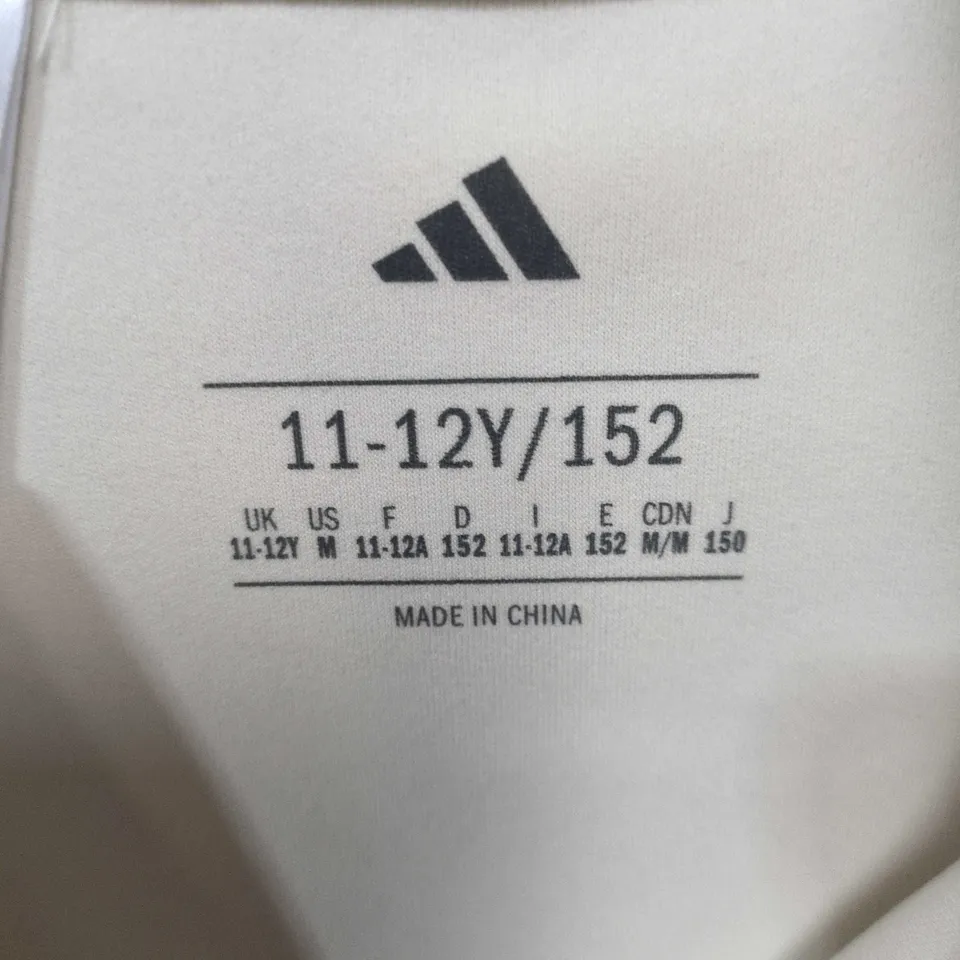 11-12Y/152
UK US F D I E CDN J
11-12Y M 11-12A 152 11-12A 152 M/M 150
MADE IN CHINA